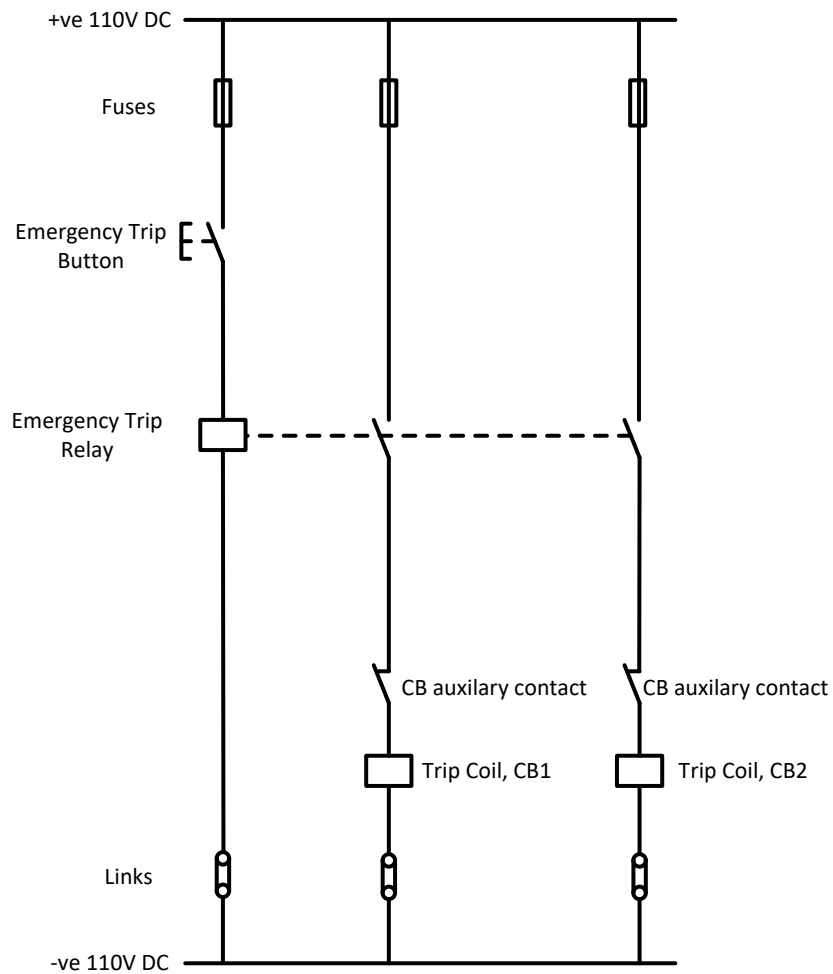 +ve 110V DC
Fuses
Emergency Trip
Button
Emergency Trip
Relay
CB auxilary contact
CB auxilary contact
Trip Coil, CB1
Trip Coil, CB2
Links
-ve 110V DC